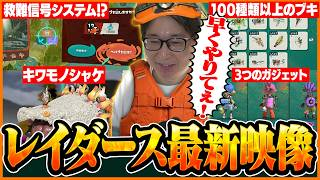 救難信号システム!?
100種類以上のブキ
キワモノシャケ
早くやりてぇ!
3つのガジェット
レイダース最新映像